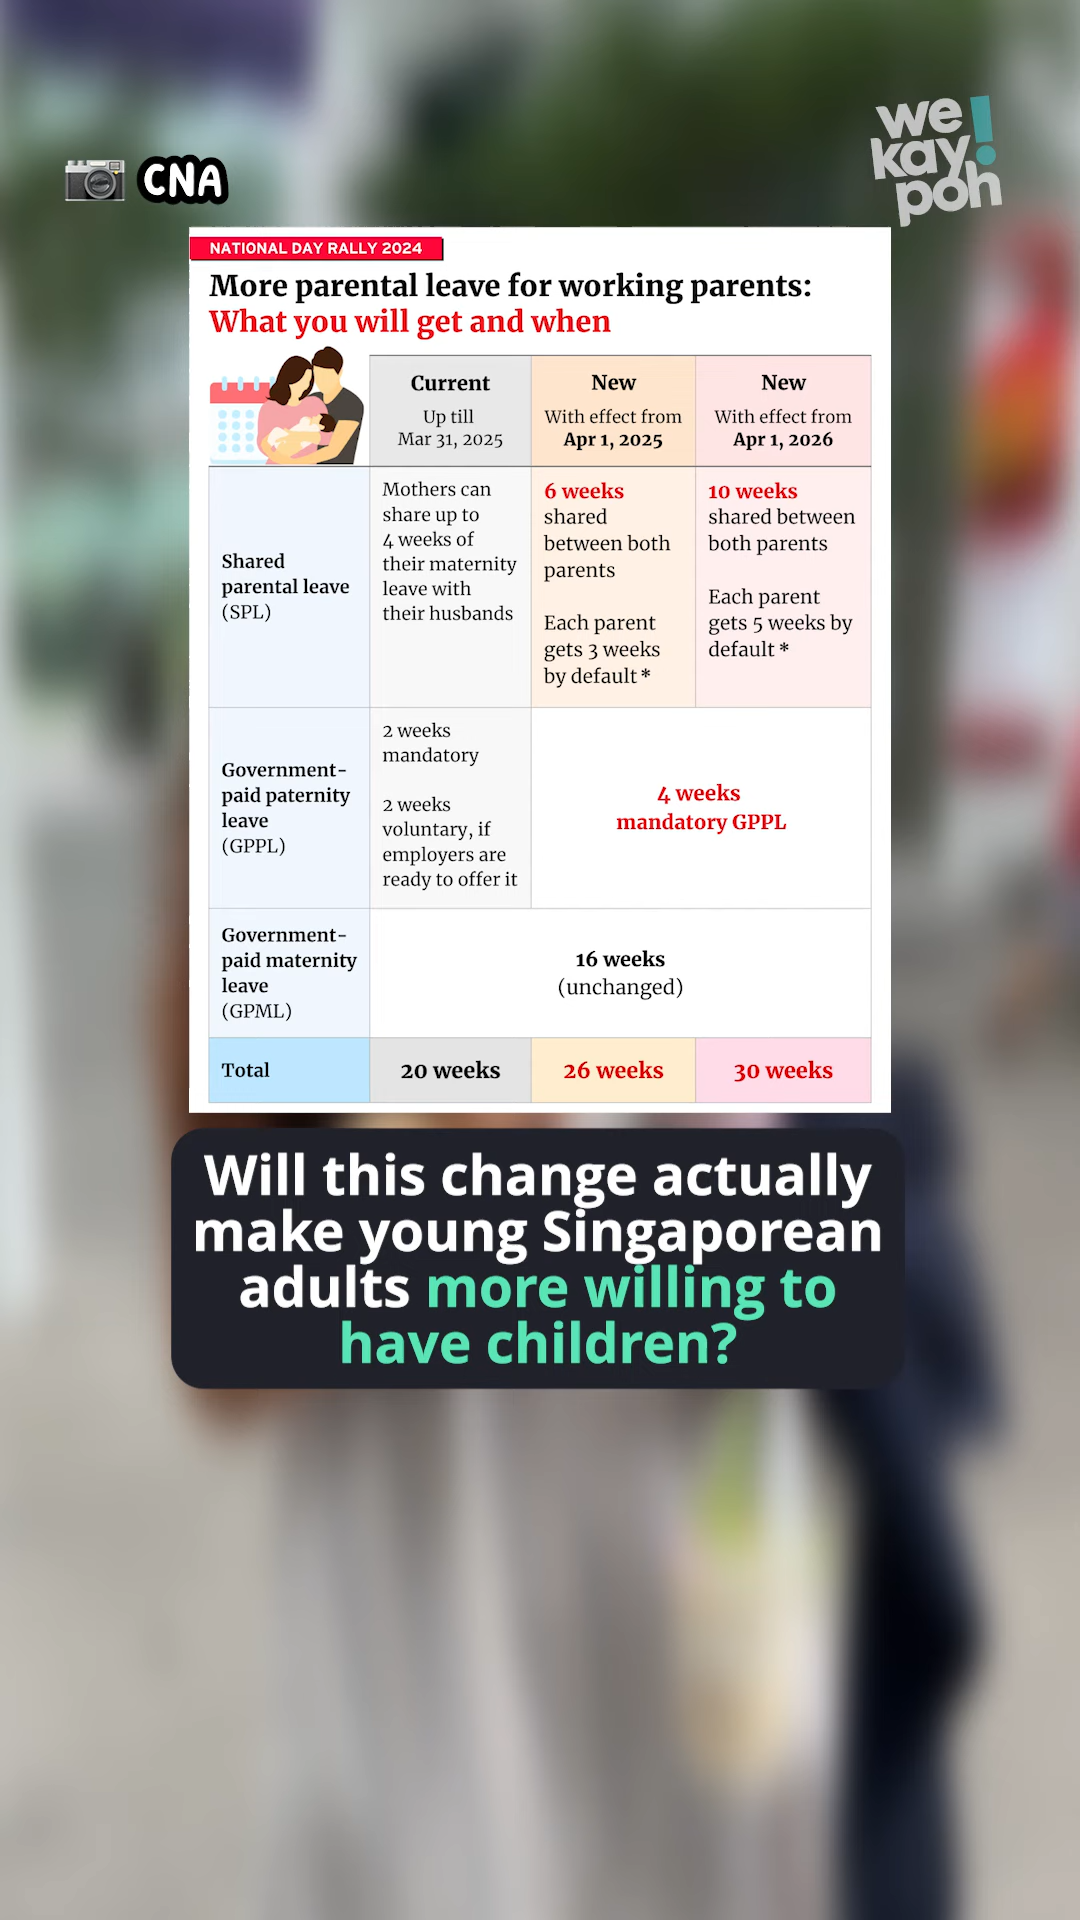 CNA
we
kay!
poh
NATIONAL DAY RALLY 2024
More parental leave for working parents:
What you will get and when
Current
Up till
Mar 31, 2025
New
With effect from
Apr 1, 2025
New
With effect from
Apr 1, 2026
Shared
parental leave
(SPL)
Mothers can
share up to
4 weeks of
their maternity
leave with
their husbands
6 weeks
shared
between both
parents
Each parent
gets 3 weeks
by default *
10 weeks
shared between
both parents
Each parent
gets 5 weeks by
default *
Government-
paid paternity
leave
(GPPL)
2 weeks
mandatory
2 weeks
voluntary, if
employers are
ready to offer it
4 weeks
mandatory GPPL
Government-
paid maternity
leave
(GPML)
16 weeks
(unchanged)
Total
20 weeks
26 weeks
30 weeks
Will this change actually
make young Singaporean
adults more willing to
have children?